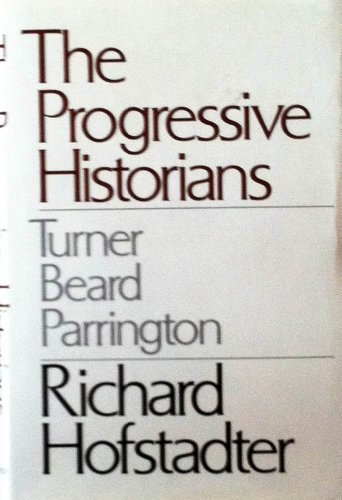 The
Progressive
Historians
Turner
Beard
Parrington
Richard
Hofstadter